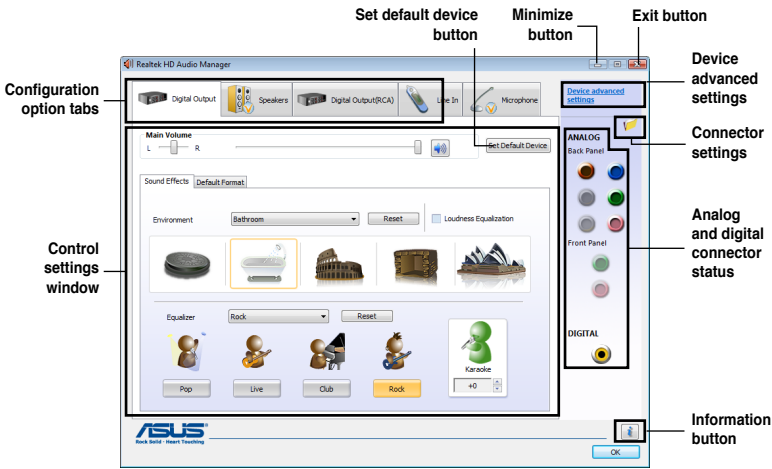 Set default device
button
Minimize
button
Exit button
Realtek HD Audio Manager
Configuration
option tabs
Digital Output
Speakers
Digital Output(RCA)
Line In
Microphone
Device advanced
settings
Device
advanced
settings
Main Volume
L
R
Set Default Device
ANALOG
Back Panel
Connector
settings
Sound Effects
Default Format
Environment
Bathroom
Reset
Loudness Equalization
Control
settings
window
Front Panel
Analog
and digital
connector
status
Equalizer
Rock
Reset
DIGITAL
Pop
Live
Club
Rock
Karaoke
+0
ASUS
Rock Solid · Heart Touching
Information
button
OK